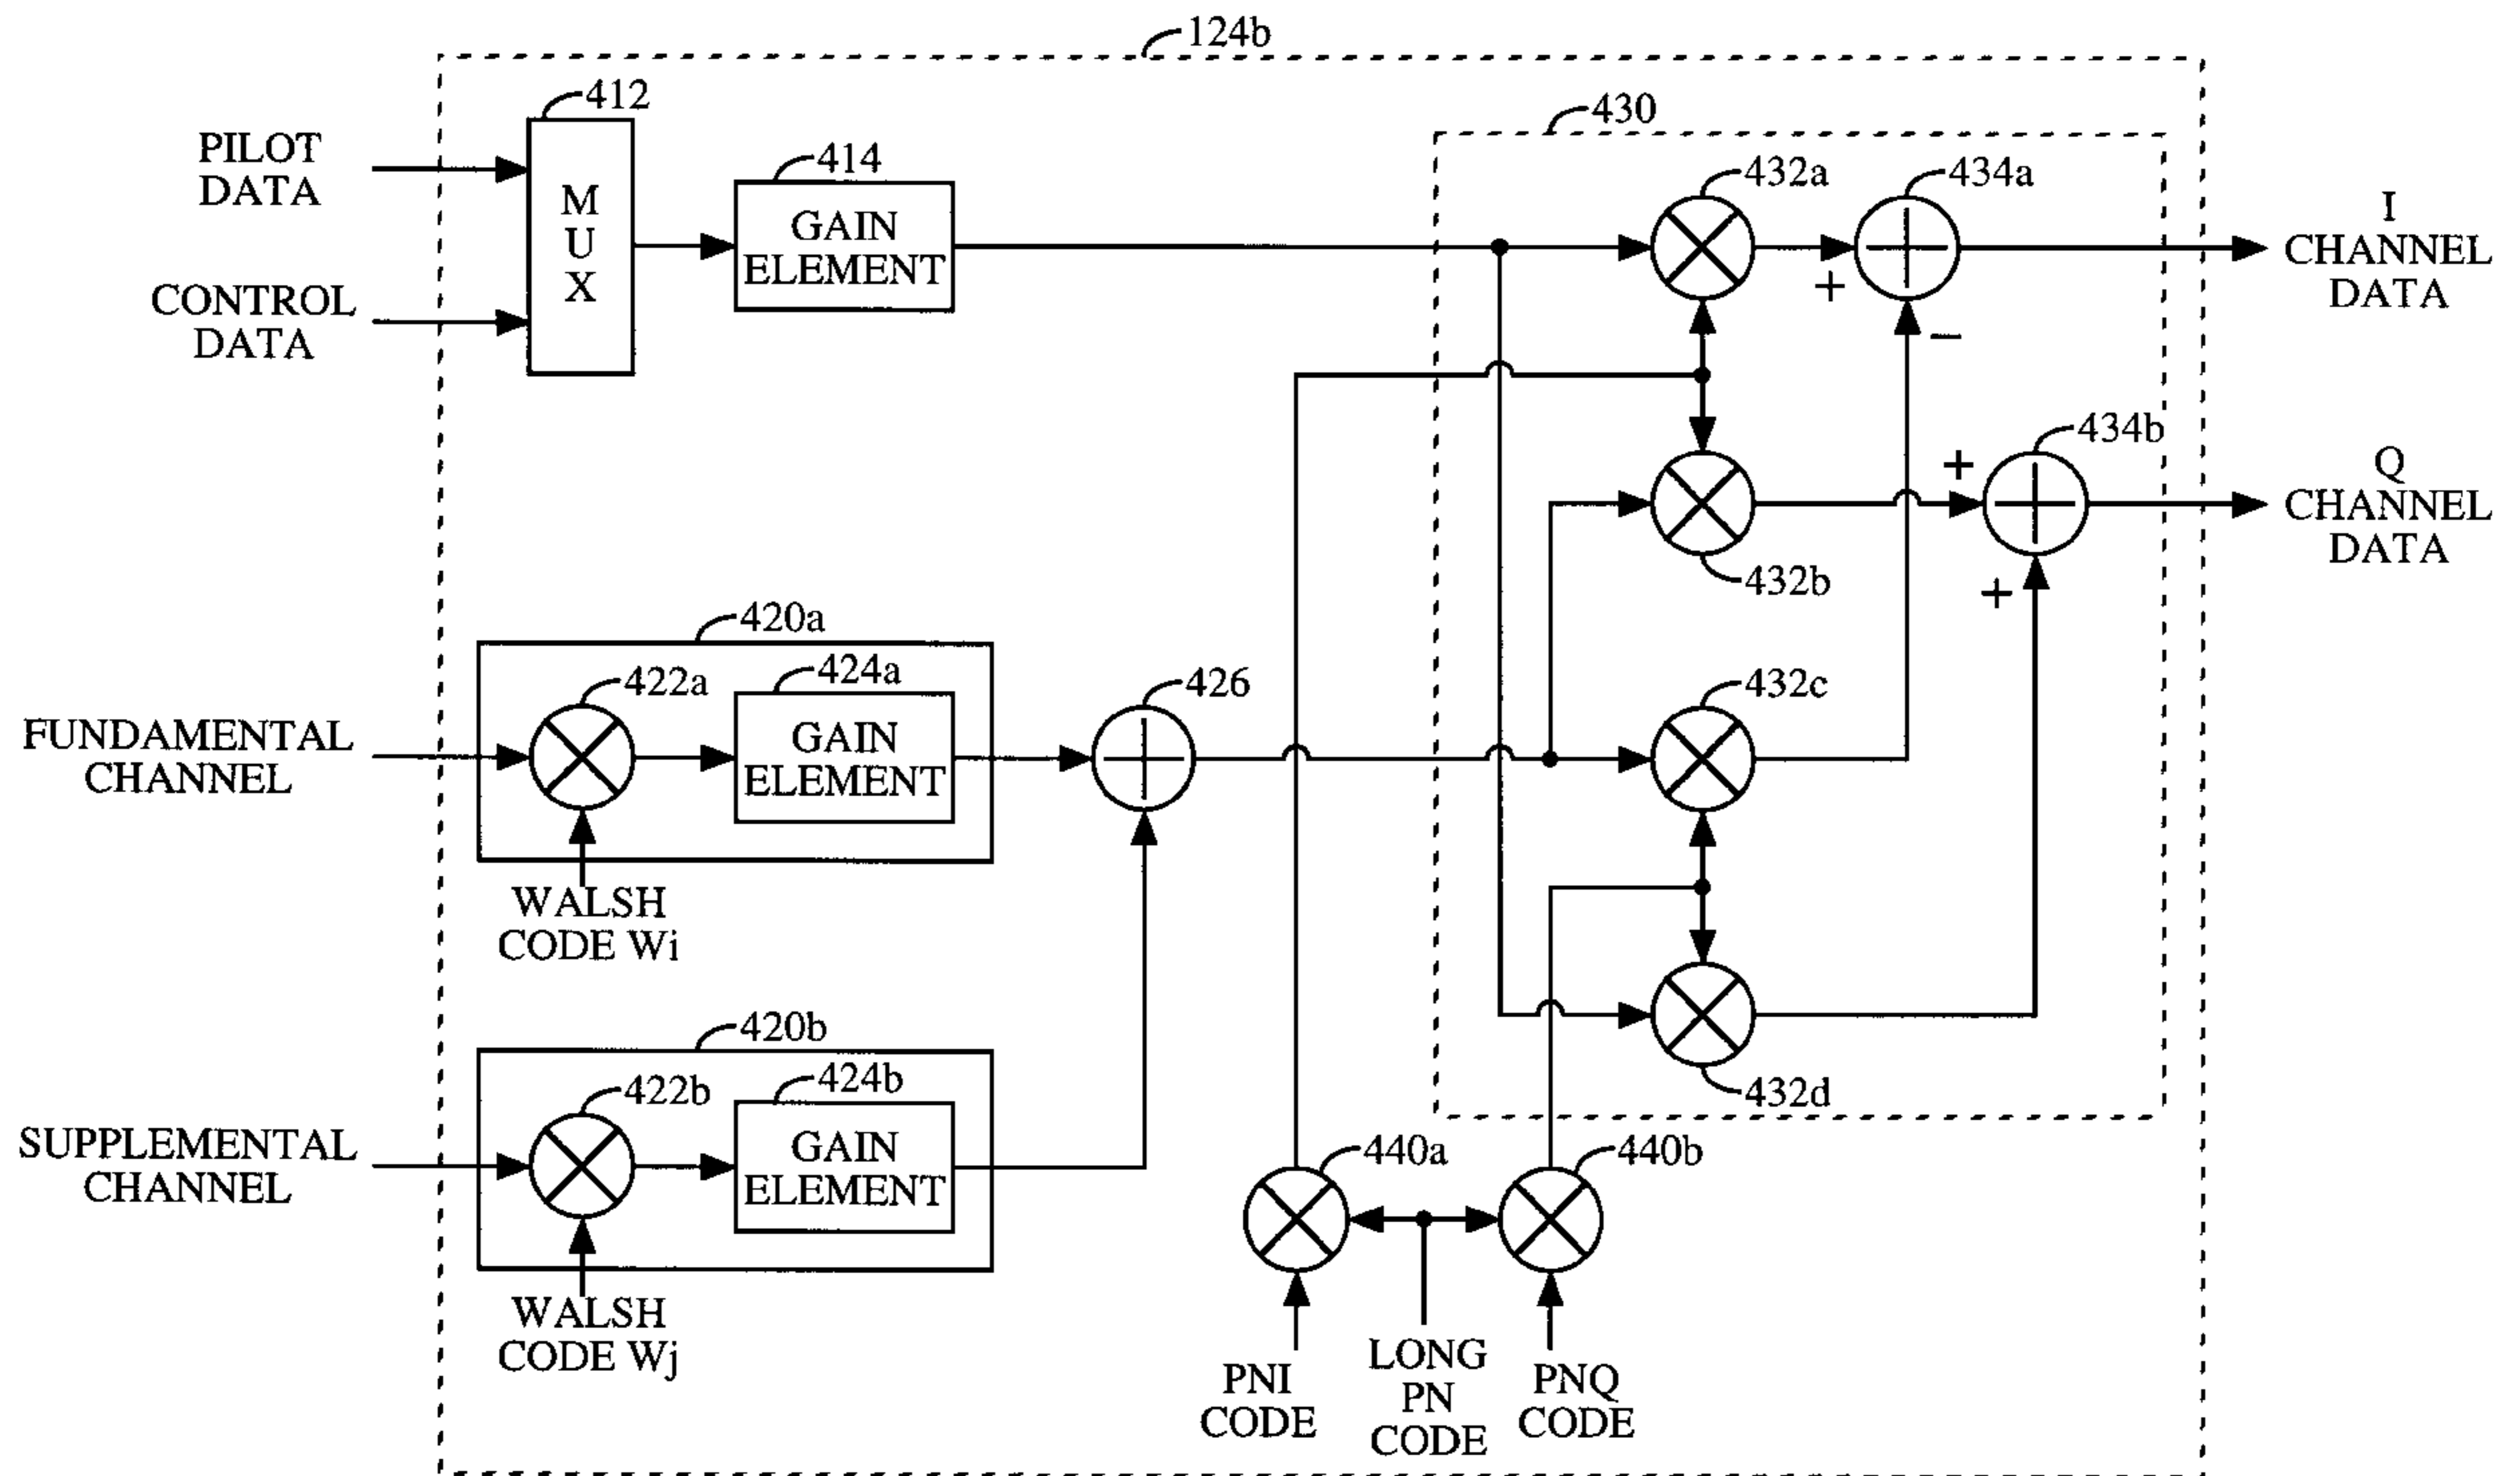 124b
412
430
PILOT
DATA
414
432a
434a
M
U
X
GAIN
ELEMENT
I
CHANNEL
DATA
CONTROL
DATA
+
−
434b
+
Q
CHANNEL
DATA
432b
+
420a
422a
424a
426
432c
FUNDAMENTAL
CHANNEL
GAIN
ELEMENT
WALSH
CODE Wi
420b
422b
424b
432d
SUPPLEMENTAL
CHANNEL
GAIN
ELEMENT
440a
440b
WALSH
CODE Wj
PNI
CODE
LONG
PN
CODE
PNQ
CODE